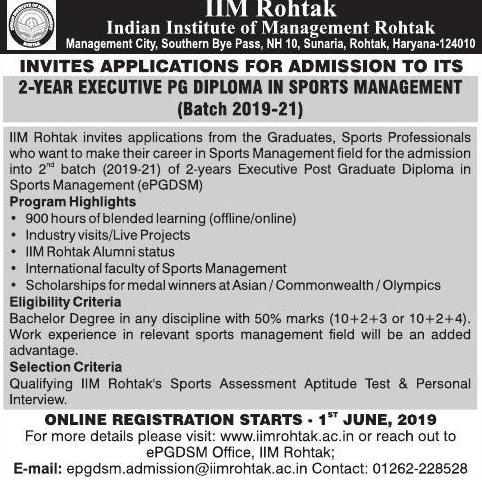 IIM Rohtak
Indian Institute of Management Rohtak
Management City, Southern Bye Pass, NH 10, Sunaria, Rohtak, Haryana-124010
INVITES APPLICATIONS FOR ADMISSION TO ITS
2-YEAR EXECUTIVE PG DIPLOMA IN SPORTS MANAGEMENT
(Batch 2019-21)
IIM Rohtak invites applications from the Graduates, Sports Professionals
who want to make their career in Sports Management field for the admission
into 2nd batch (2019-21) of 2-years Executive Post Graduate Diploma in
Sports Management (ePGDSM)
Program Highlights
• 900 hours of blended learning (offline/online)
• Industry visits/Live Projects
• IIM Rohtak Alumni status
• International faculty of Sports Management
• Scholarships for medal winners at Asian / Commonwealth / Olympics
Eligibility Criteria
Bachelor Degree in any discipline with 50% marks (10+2+3 or 10+2+4).
Work experience in relevant sports management field will be an added
advantage.
Selection Criteria
Qualifying IIM Rohtak's Sports Assessment Aptitude Test & Personal
Interview.
ONLINE REGISTRATION STARTS - 1ST JUNE, 2019
For more details please visit: www.iimrohtak.ac.in or reach out to
ePGDSM Office, IIM Rohtak;
E-mail: epgdsm.admission@iimrohtak.ac.in Contact: 01262-228528